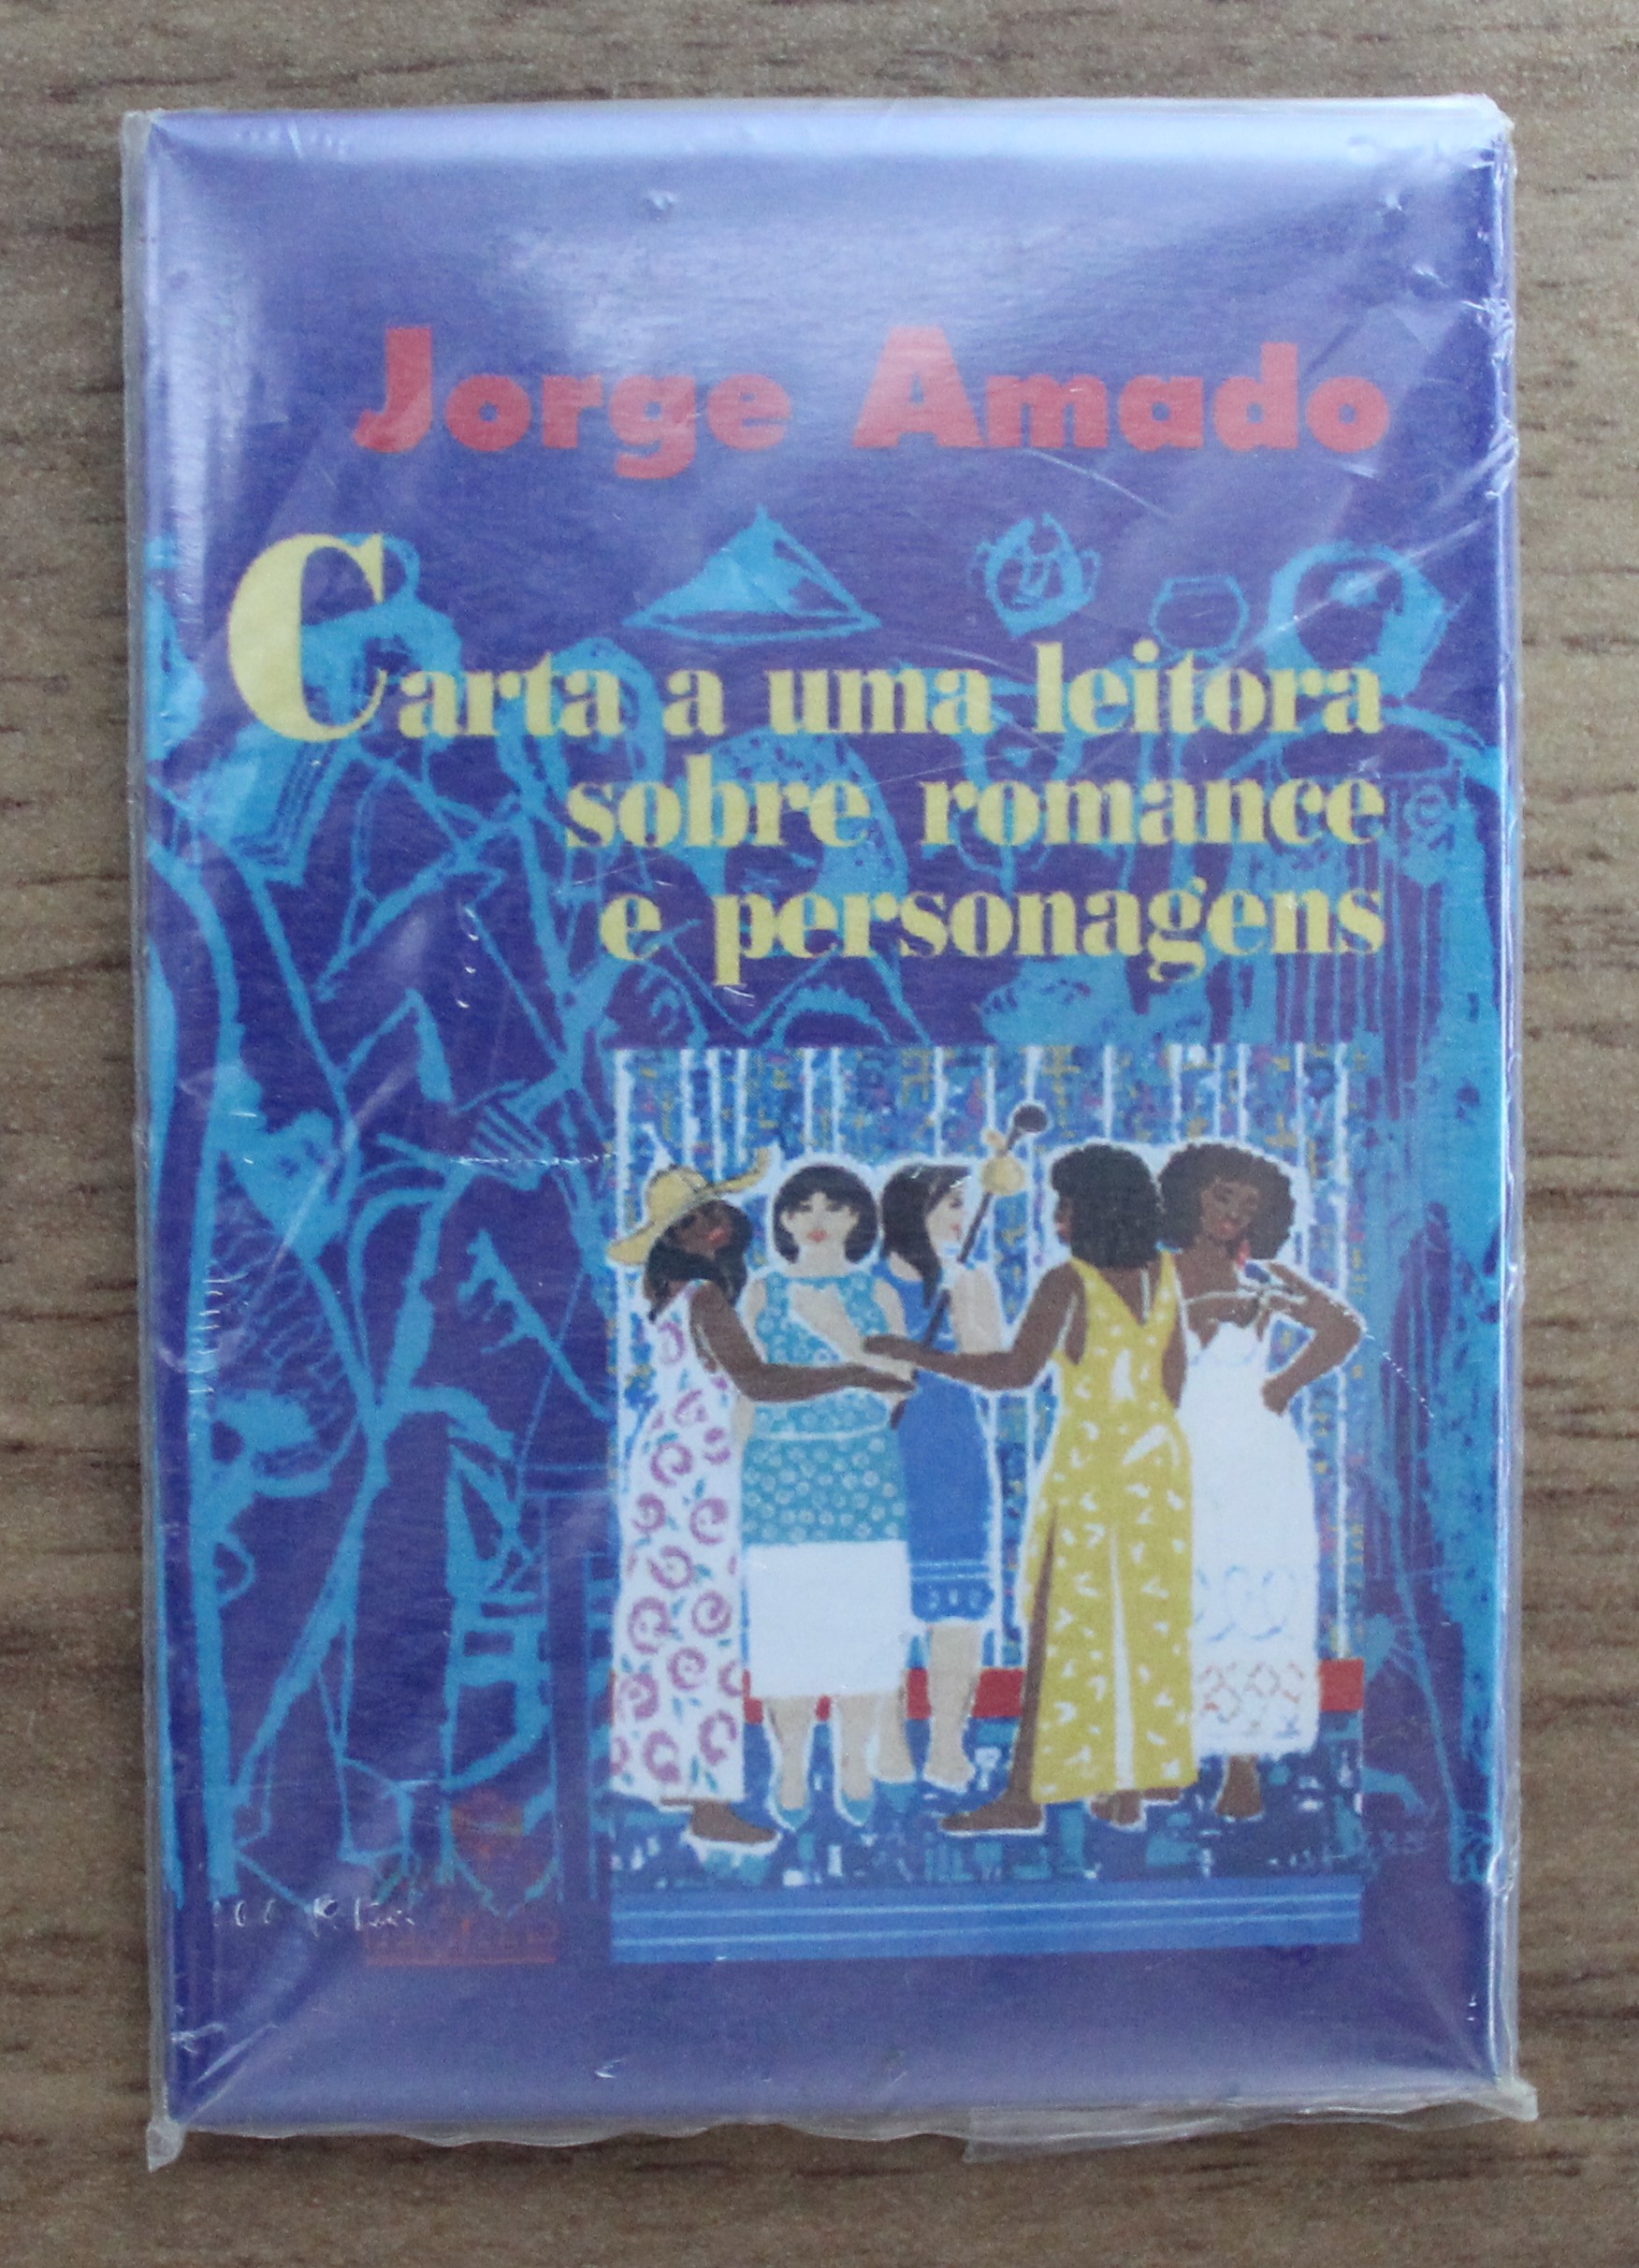 Jorge Amado
Carta a uma leitora
sobre romance
e personagens